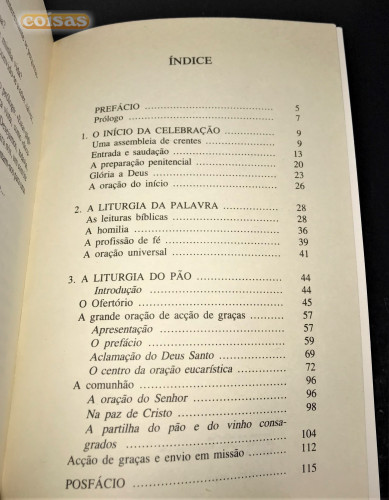 coisas
ÍNDICE
PREFÁCIO 5
Prólogo 7
1. O INÍCIO DA CELEBRAÇÃO 9
Uma assembleia de crentes 9
Entrada e saudação 13
A preparação penitencial 20
Glória a Deus 23
A oração do início 26
2. A LITURGIA DA PALAVRA 28
As leituras bíblicas 28
A homilia 36
A profissão de fé 39
A oração universal 41
3. A LITURGIA DO PÃO 44
Introdução 44
O Ofertório 45
A grande oração de acção de graças 57
Apresentação 57
O prefácio 59
Aclamação do Deus Santo 69
O centro da oração eucarística 72
A comunhão 96
A oração do Senhor 96
Na paz de Cristo 98
A partilha do pão e do vinho consa-
grados 104
Acção de graças e envio em missão 112
POSFÁCIO 115